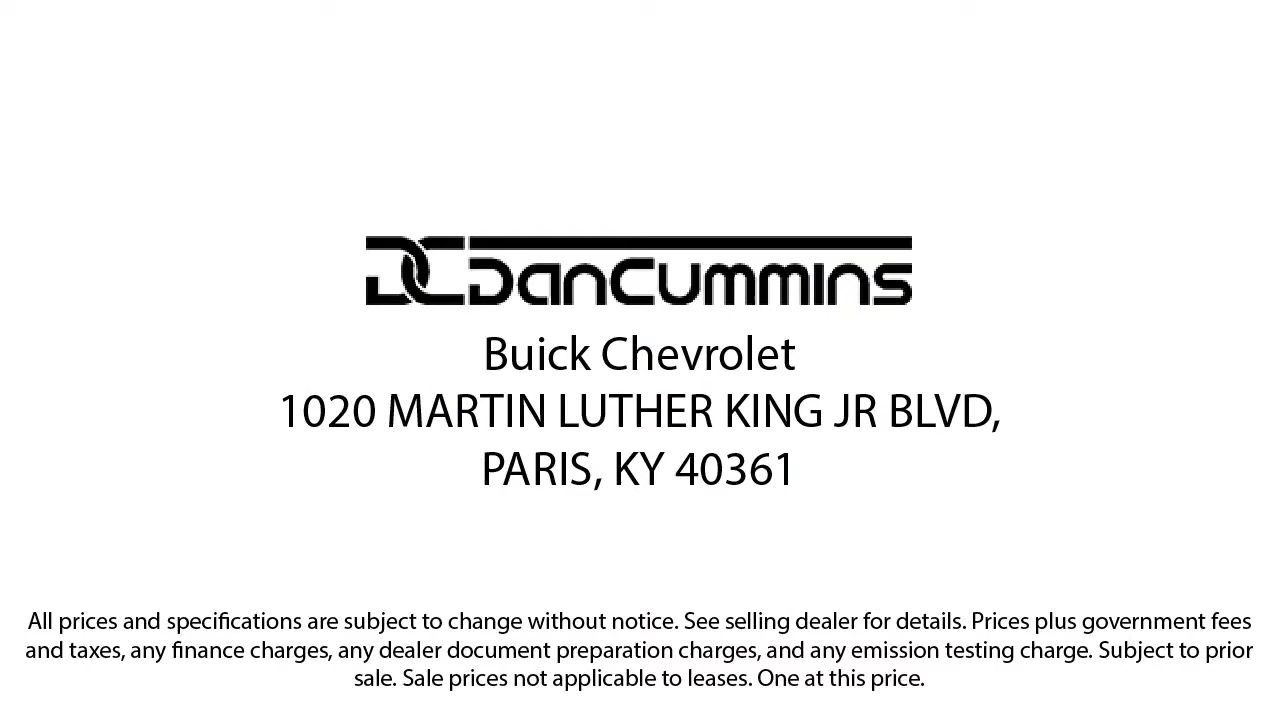 DC DanCummins
Buick Chevrolet
1020 MARTIN LUTHER KING JR BLVD,
PARIS, KY 40361
All prices and specifications are subject to change without notice. See selling dealer for details. Prices plus government fees
and taxes, any finance charges, any dealer document preparation charges, and any emission testing charge. Subject to prior
sale. Sale prices not applicable to leases. One at this price.